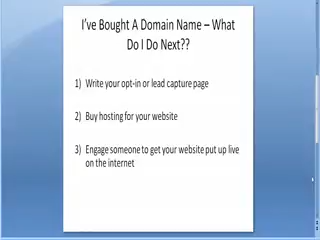 I've Bought A Domain Name – What
Do I Do Next??
1) Write your opt-in or lead capture page
2) Buy hosting for your website
3) Engage someone to get your website put up live
on the internet